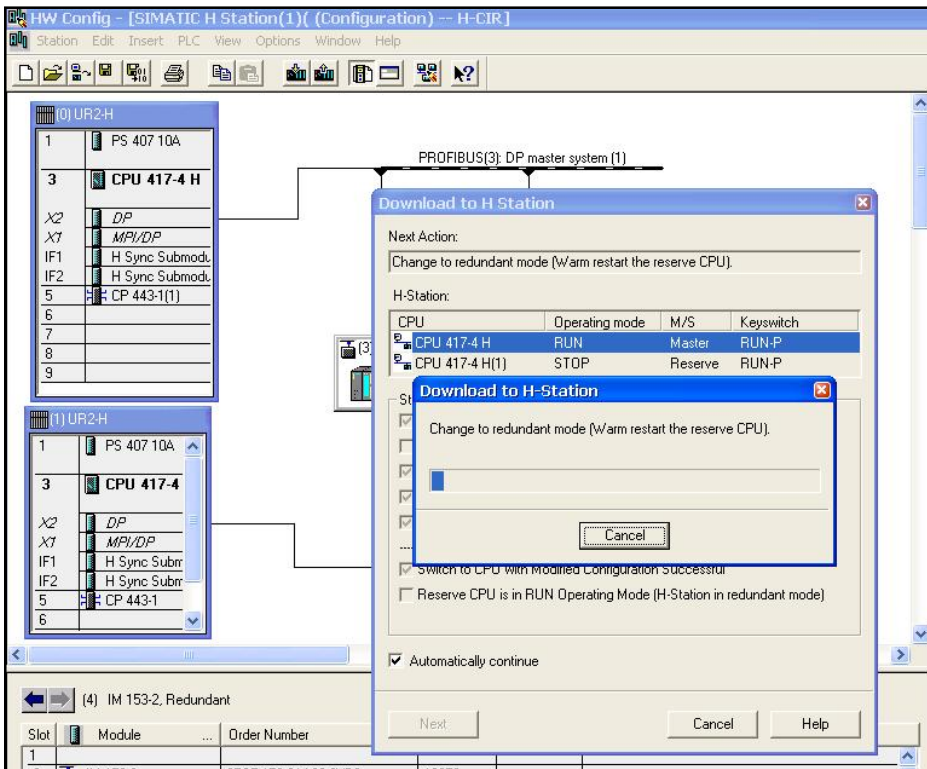 HW Config - [SIMATIC H Station(1)( (Configuration) -- H-CIR]
Station Edit Insert PLC View Options Window Help
(0) UR2-H
1 PS 407 10A
3 CPU 417-4 H
X2 DP
X1 MPI/DP
IF1 H Sync Submodu
IF2 H Sync Submodu
5 CP 443-1(1)
6
7
8
9
PROFIBUS(3): DP master system (1)
(3)
(1) UR2-H
1 PS 407 10A
3 CPU 417-4
X2 DP
X1 MPI/DP
IF1 H Sync Subm
IF2 H Sync Subm
5 CP 443-1
6
Download to H Station
Next Action:
Change to redundant mode (Warm restart the reserve CPU).
H-Station:
CPU Operating mode M/S Keyswitch
CPU 417-4 H RUN Master RUN-P
CPU 417-4 H(1) STOP Reserve RUN-P
St
Download to H-Station
Change to redundant mode (Warm restart the reserve CPU).
Cancel
Switch to CPU with Modified Configuration Successful
Reserve CPU is in RUN Operating Mode (H-Station in redundant mode)
Automatically continue
Next Cancel Help
(4) IM 153-2, Redundant
Slot Module ... Order Number
1